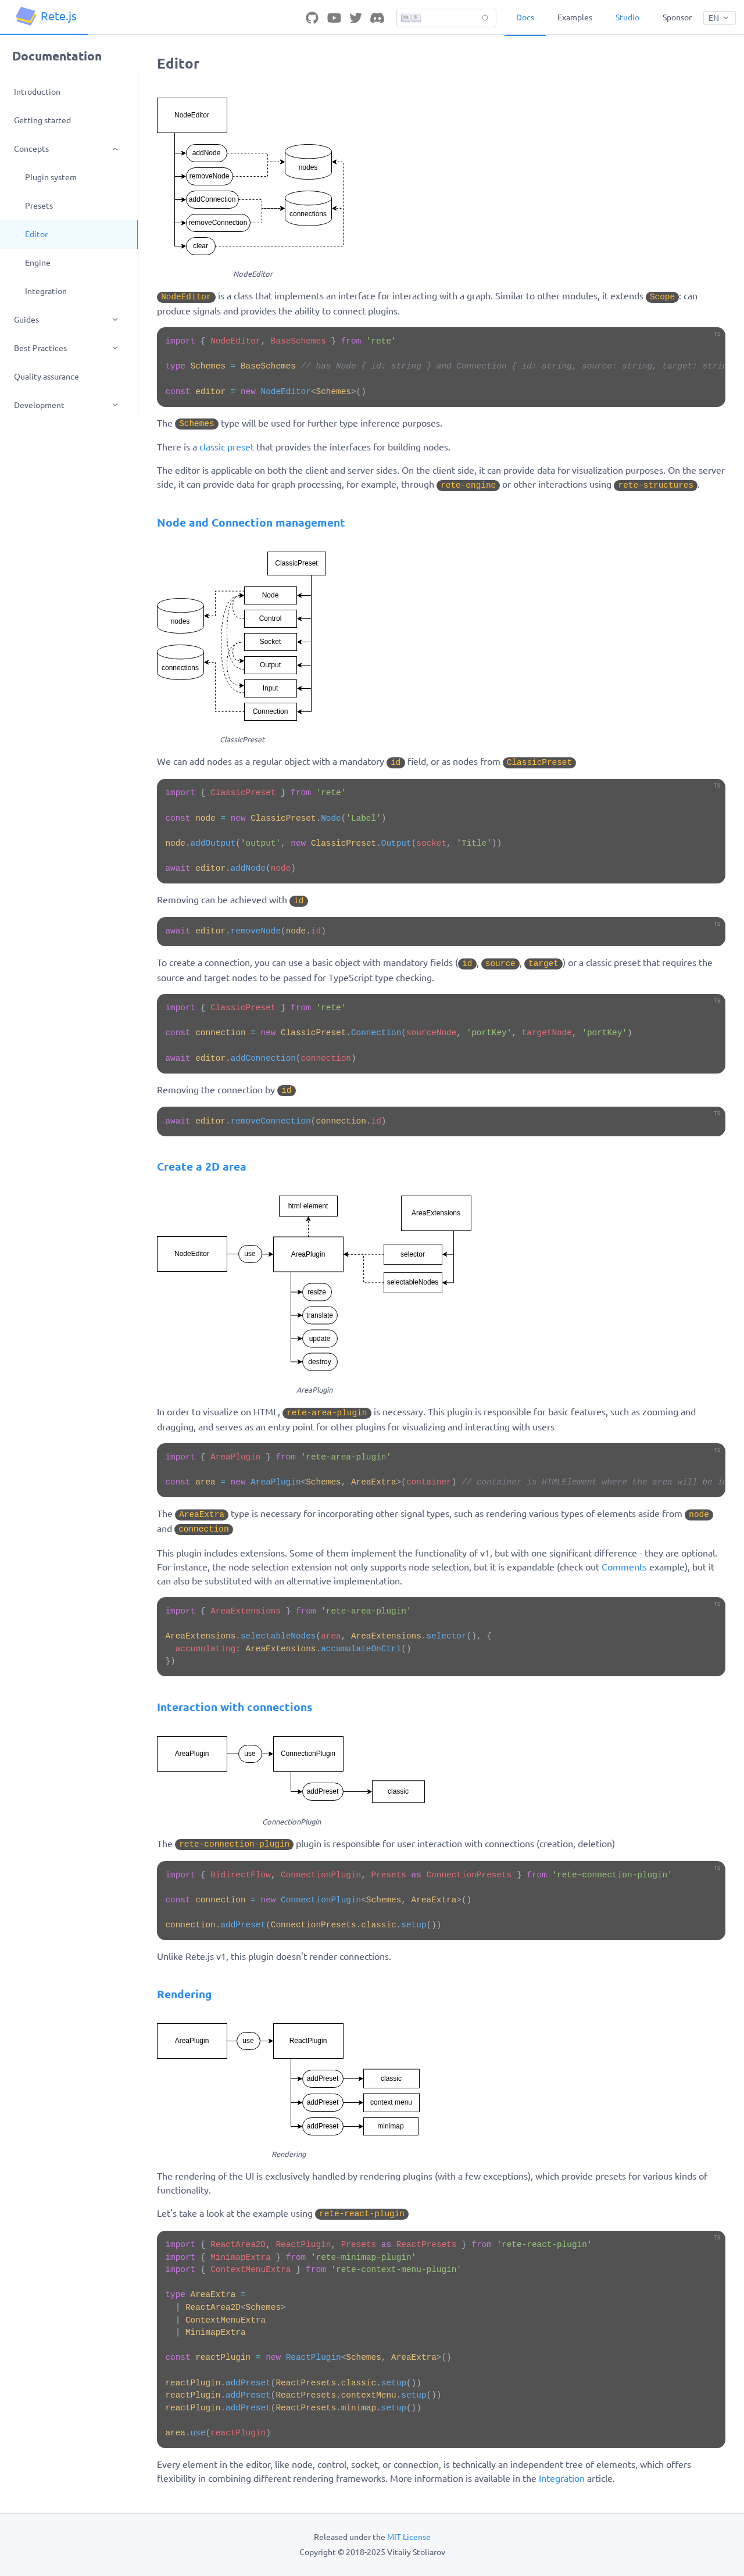 Rete.js
Docs
Examples
Studio
Sponsor
EN
Documentation
Introduction
Getting started
Concepts
Plugin system
Presets
Editor
Engine
Integration
Guides
Best Practices
Quality assurance
Development
Editor
NodeEditor
addNode
removeNode
addConnection
removeConnection
clear
nodes
connections
NodeEditor
NodeEditor is a class that implements an interface for interacting with a graph. Similar to other modules, it extends Scope: can
produce signals and provides the ability to connect plugins.
TS
import { NodeEditor, BaseSchemes } from 'rete'
type Schemes = BaseSchemes // has Node { id: string } and Connection { id: string, source: string, target: strin
const editor = new NodeEditor<Schemes>()
The Schemes type will be used for further type inference purposes.
There is a classic preset that provides the interfaces for building nodes.
The editor is applicable on both the client and server sides. On the client side, it can provide data for visualization purposes. On the server
side, it can provide data for graph processing, for example, through rete-engine or other interactions using rete-structures.
Node and Connection management
ClassicPreset
Node
Control
Socket
Output
Input
Connection
nodes
connections
ClassicPreset
We can add nodes as a regular object with a mandatory id field, or as nodes from ClassicPreset
TS
import { ClassicPreset } from 'rete'
const node = new ClassicPreset.Node('Label')
node.addOutput('output', new ClassicPreset.Output(socket, 'Title'))
await editor.addNode(node)
Removing can be achieved with id
TS
await editor.removeNode(node.id)
To create a connection, you can use a basic object with mandatory fields (id, source, target) or a classic preset that requires the
source and target nodes to be passed for TypeScript type checking.
TS
import { ClassicPreset } from 'rete'
const connection = new ClassicPreset.Connection(sourceNode, 'portKey', targetNode, 'portKey')
await editor.addConnection(connection)
Removing the connection by id
TS
await editor.removeConnection(connection.id)
Create a 2D area
html element
AreaExtensions
NodeEditor
use
AreaPlugin
selector
selectableNodes
resize
translate
update
destroy
AreaPlugin
In order to visualize on HTML, rete-area-plugin is necessary. This plugin is responsible for basic features, such as zooming and
dragging, and serves as an entry point for other plugins for visualizing and interacting with users
TS
import { AreaPlugin } from 'rete-area-plugin'
const area = new AreaPlugin<Schemes, AreaExtra>(container) // container is HTMLElement where the area will be in
The AreaExtra type is necessary for incorporating other signal types, such as rendering various types of elements aside from node
and connection
This plugin includes extensions. Some of them implement the functionality of v1, but with one significant difference - they are optional.
For instance, the node selection extension not only supports node selection, but it is expandable (check out Comments example), but it
can also be substituted with an alternative implementation.
TS
import { AreaExtensions } from 'rete-area-plugin'
AreaExtensions.selectableNodes(area, AreaExtensions.selector(), {
accumulating: AreaExtensions.accumulateOnCtrl()
})
Interaction with connections
AreaPlugin
use
ConnectionPlugin
addPreset
classic
ConnectionPlugin
The rete-connection-plugin plugin is responsible for user interaction with connections (creation, deletion)
TS
import { BidirectFlow, ConnectionPlugin, Presets as ConnectionPresets } from 'rete-connection-plugin'
const connection = new ConnectionPlugin<Schemes, AreaExtra>()
connection.addPreset(ConnectionPresets.classic.setup())
Unlike Rete.js v1, this plugin doesn't render connections.
Rendering
AreaPlugin
use
ReactPlugin
addPreset
classic
addPreset
context menu
addPreset
minimap
Rendering
The rendering of the UI is exclusively handled by rendering plugins (with a few exceptions), which provide presets for various kinds of
functionality.
Let's take a look at the example using rete-react-plugin
TS
import { ReactArea2D, ReactPlugin, Presets as ReactPresets } from 'rete-react-plugin'
import { MinimapExtra } from 'rete-minimap-plugin'
import { ContextMenuExtra } from 'rete-context-menu-plugin'
type AreaExtra =
| ReactArea2D<Schemes>
| ContextMenuExtra
| MinimapExtra
const reactPlugin = new ReactPlugin<Schemes, AreaExtra>()
reactPlugin.addPreset(ReactPresets.classic.setup())
reactPlugin.addPreset(ReactPresets.contextMenu.setup())
reactPlugin.addPreset(ReactPresets.minimap.setup())
area.use(reactPlugin)
Every element in the editor, like node, control, socket, or connection, is technically an independent tree of elements, which offers
flexibility in combining different rendering frameworks. More information is available in the Integration article.
Released under the MIT License
Copyright © 2018-2025 Vitaliy Stoliarov